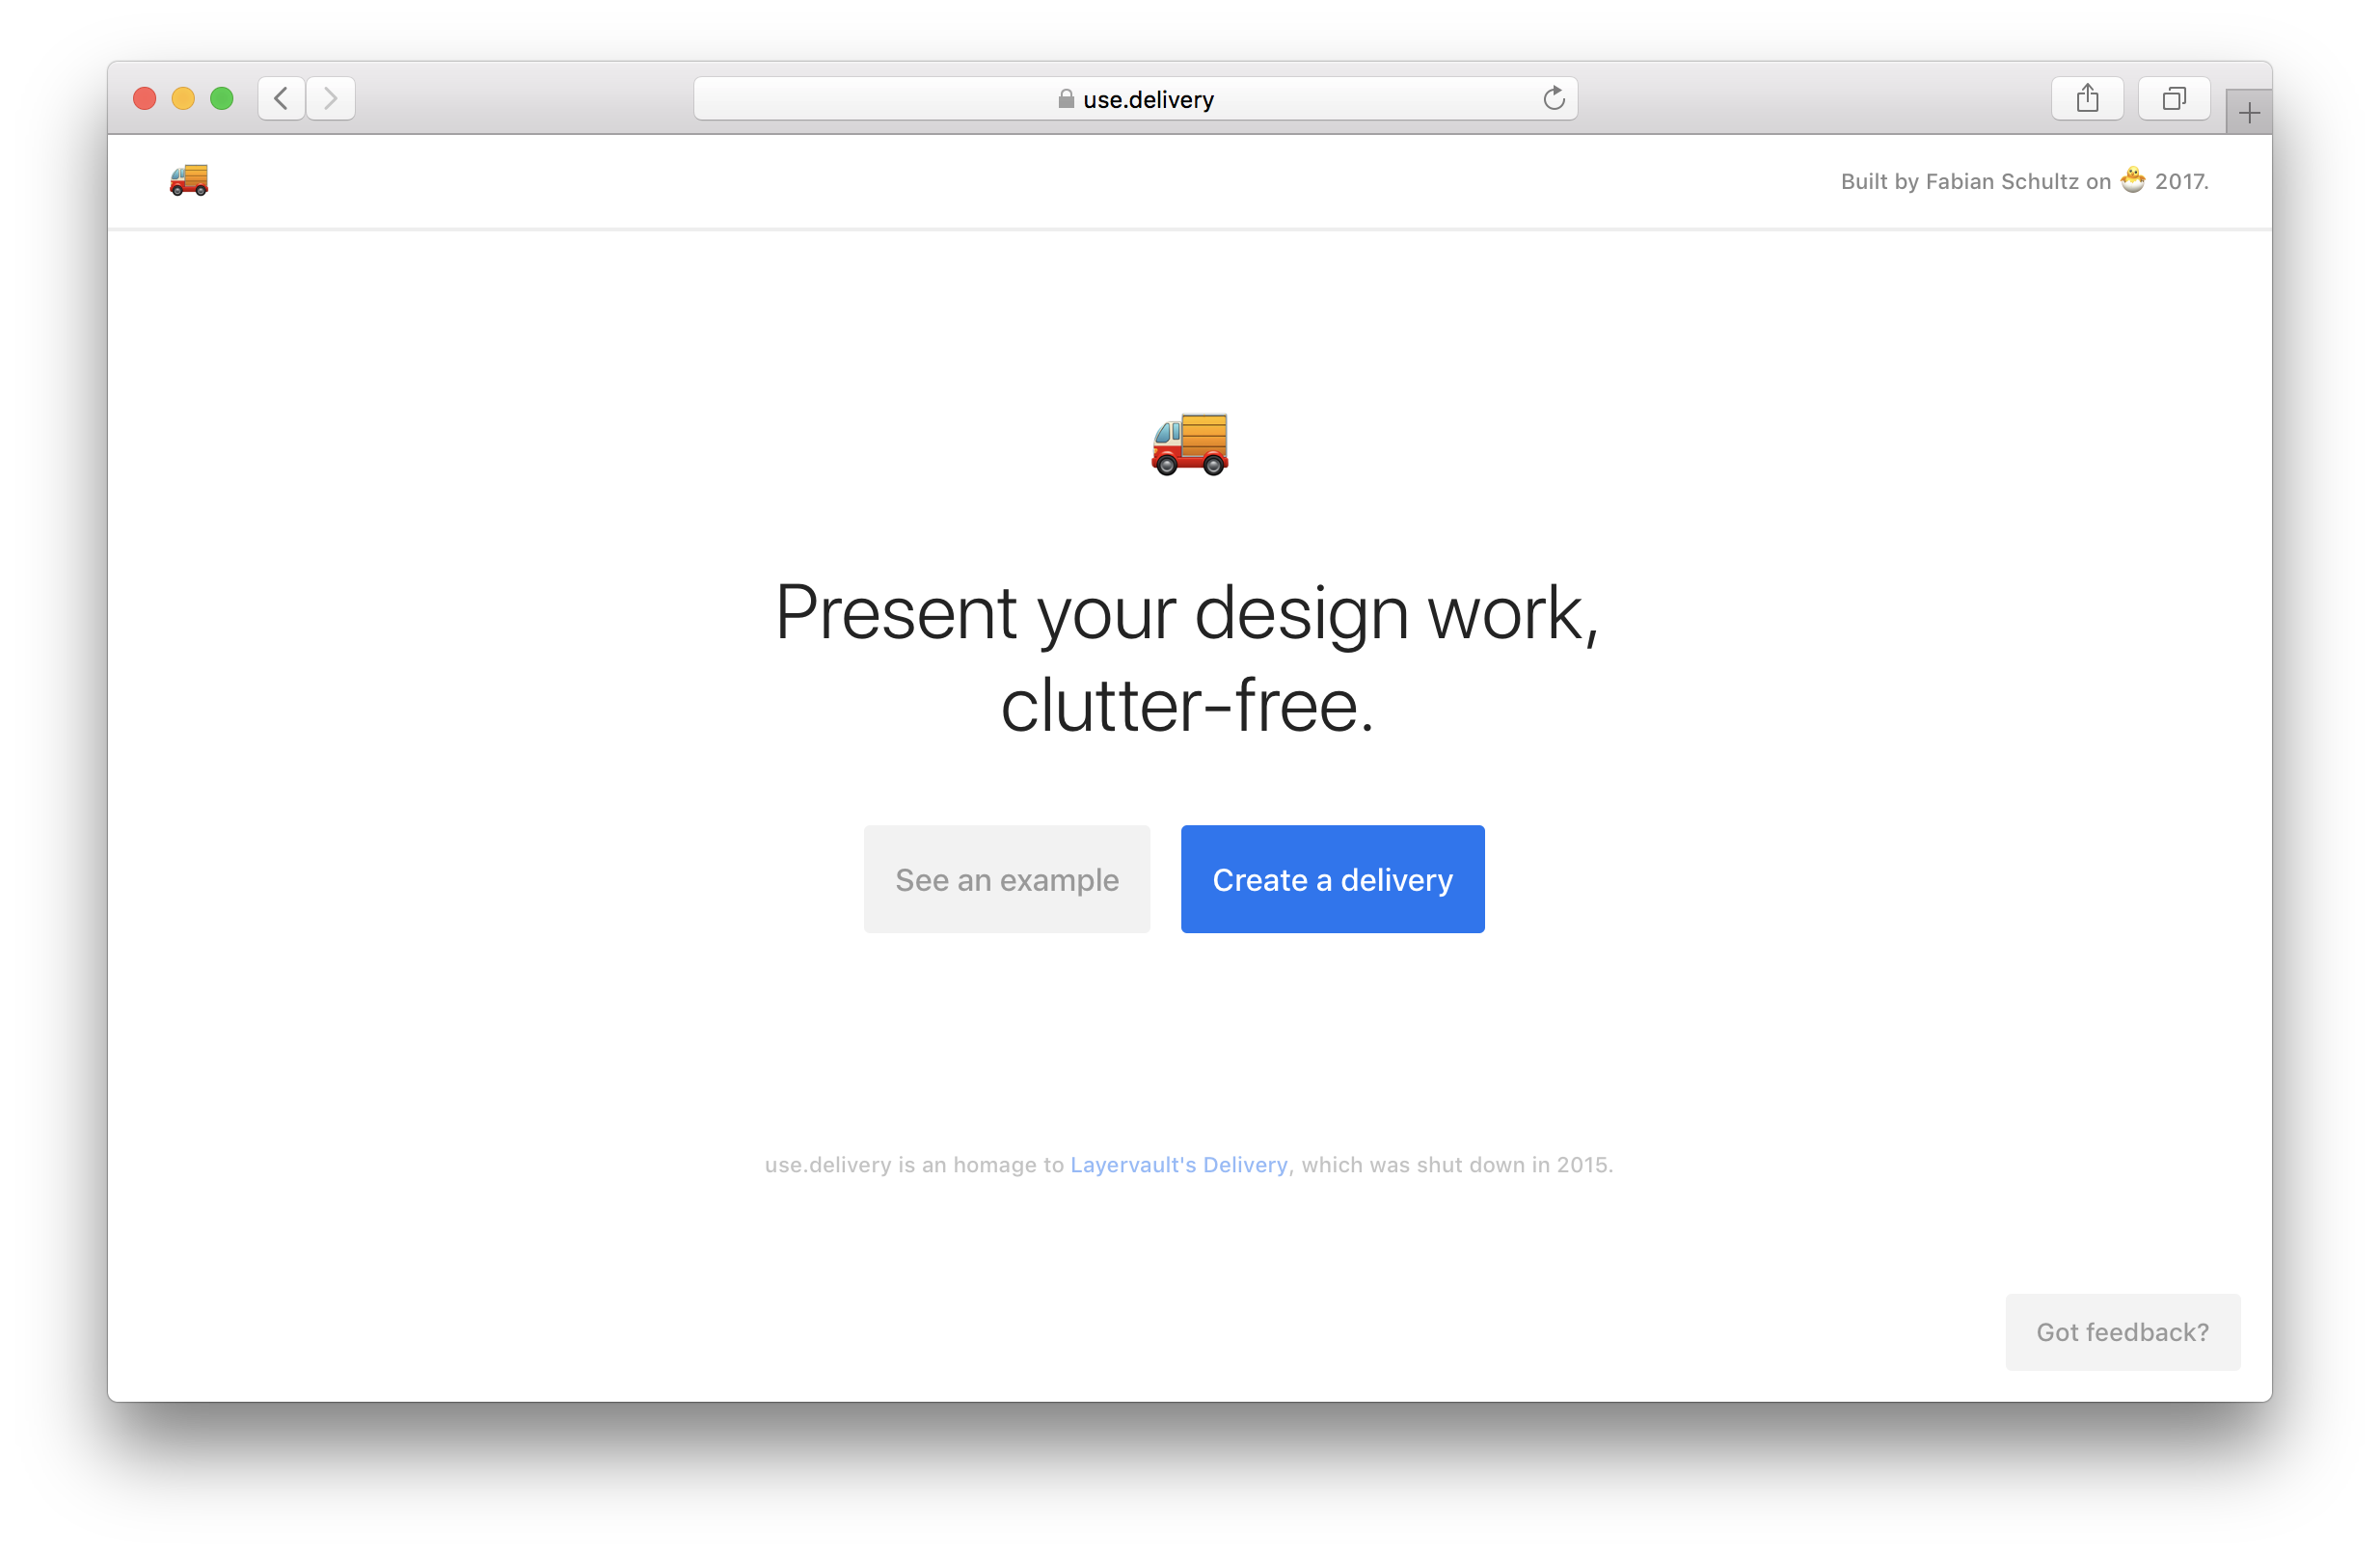 use.delivery
Built by Fabian Schultz on 🐣 2017.
Present your design work,
clutter-free.
See an example
Create a delivery
use.delivery is an homage to Layervault's Delivery, which was shut down in 2015.
Got feedback?